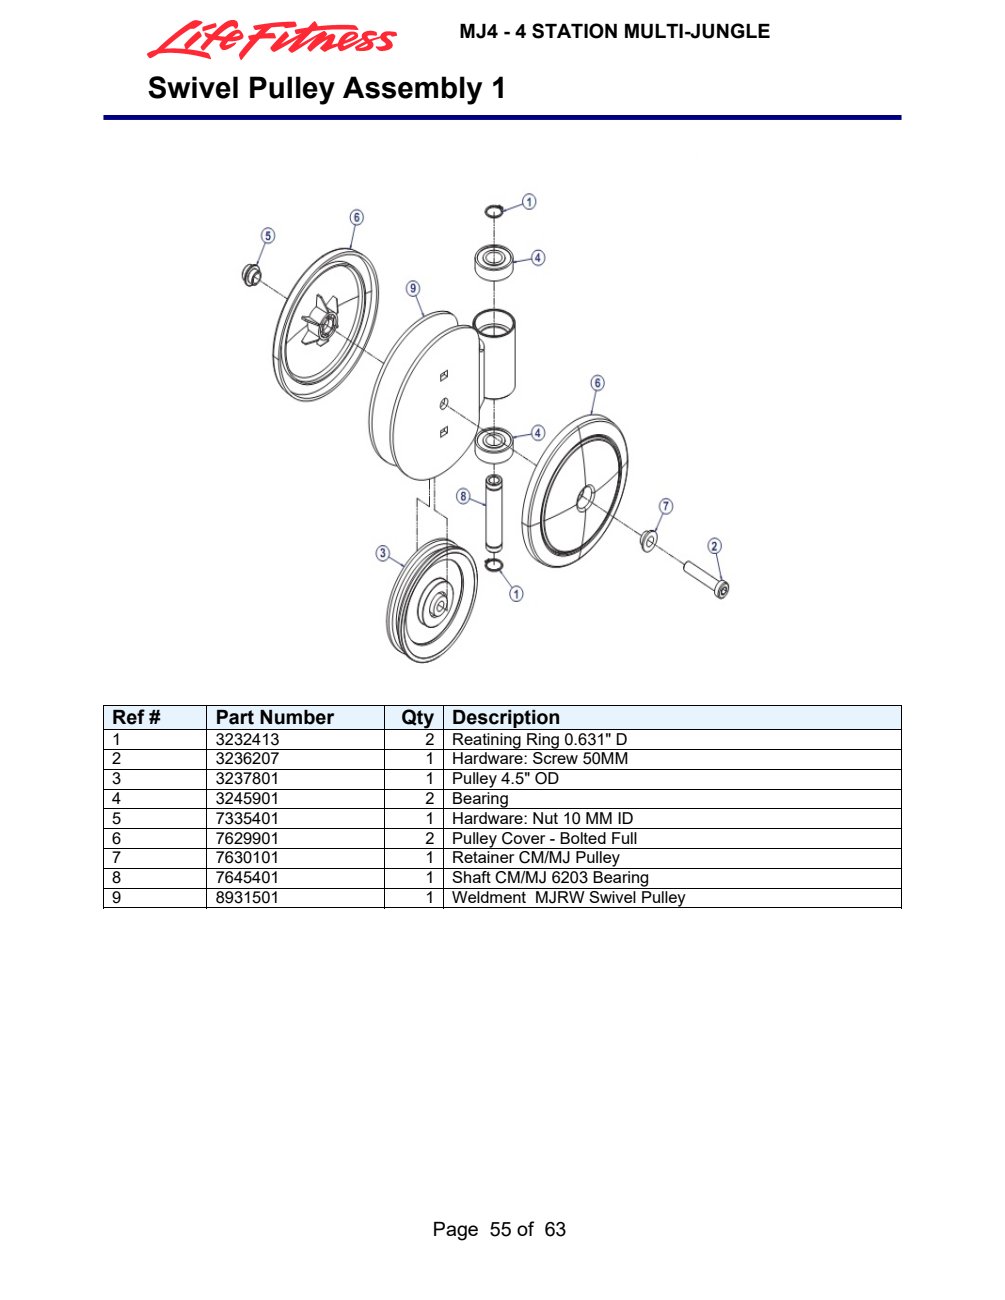 Life Fitness
MJ4 - 4 STATION MULTI-JUNGLE
Swivel Pulley Assembly 1
1
6
5
4
9
6
4
8
7
2
3
1
Ref # Part Number Qty Description
1 3232413 2 Reatining Ring 0.631" D
2 3236207 1 Hardware: Screw 50MM
3 3237801 1 Pulley 4.5" OD
4 3245901 2 Bearing
5 7335401 1 Hardware: Nut 10 MM ID
6 7629901 2 Pulley Cover - Bolted Full
7 7630101 1 Retainer CM/MJ Pulley
8 7645401 1 Shaft CM/MJ 6203 Bearing
9 8931501 1 Weldment  MJRW Swivel Pulley
Page  55 of  63